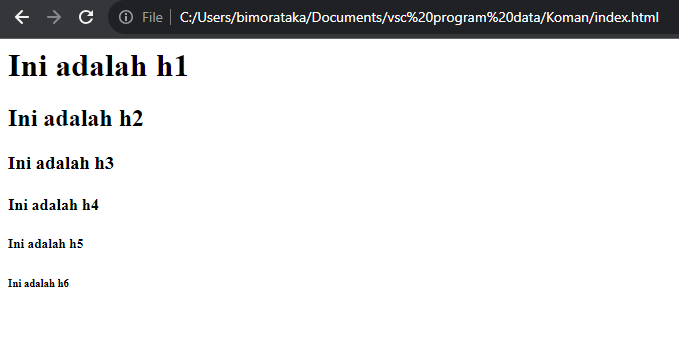 File C:/Users/bimorataka/Documents/vsc%20program%20data/Koman/index.html
Ini adalah h1
Ini adalah h2
Ini adalah h3
Ini adalah h4
Ini adalah h5
Ini adalah h6